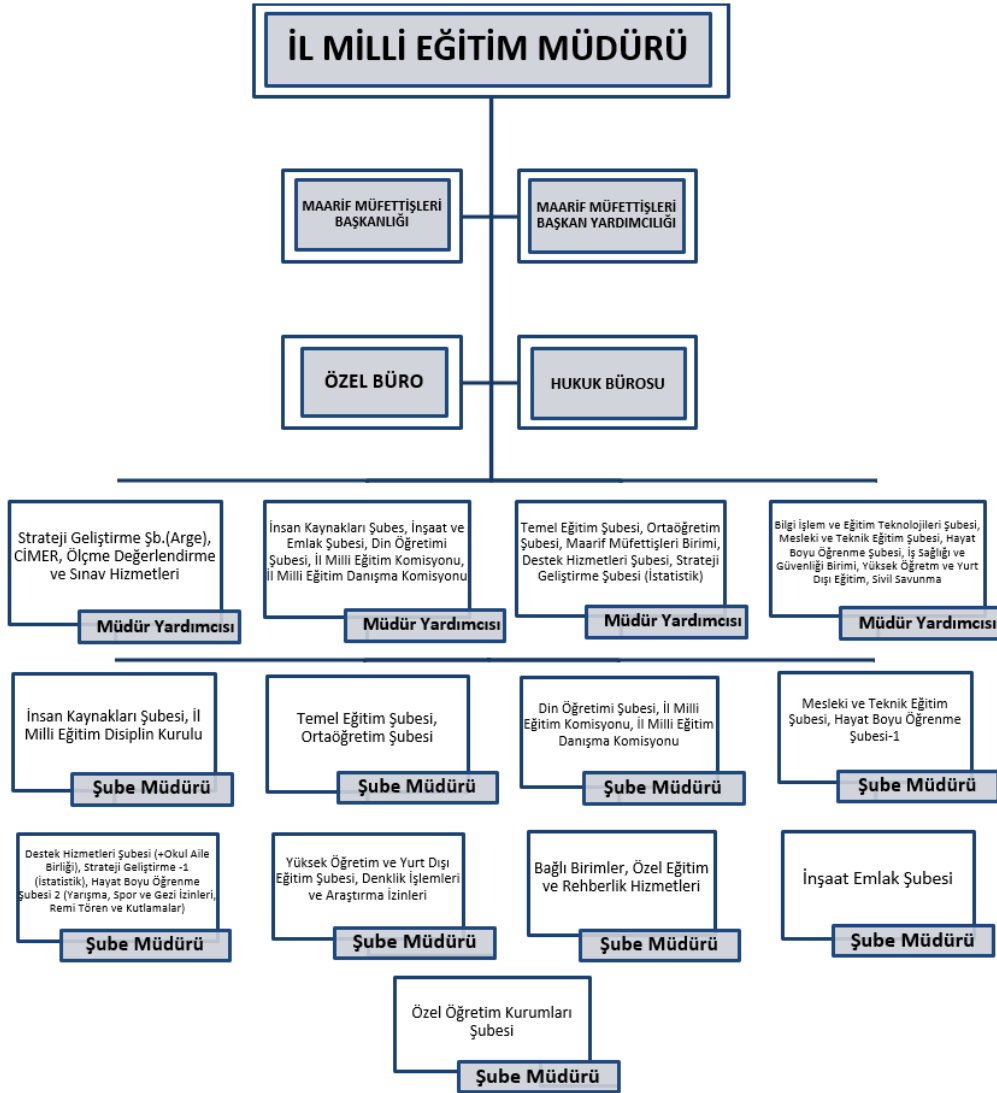 İL MİLLİ EĞİTİM MÜDÜRÜ
MAARİF MÜFETTİŞLERİ
BAŞKANLIĞI
MAARİF MÜFETTİŞLERİ
BAŞKAN YARDIMCILIĞI
ÖZEL BÜRO
HUKUK BÜROSU
Strateji Geliştirme Şb.(Arge),
CİMER, Ölçme Değerlendirme
ve Sınav Hizmetleri
Müdür Yardımcısı
İnsan Kaynakları Şubes, İnşaat ve
Emlak Şubesi, Din Öğretimi
Şubesi, İl Milli Eğitim Komisyonu,
İl Milli Eğitim Danışma Komisyonu
Müdür Yardımcısı
Temel Eğitim Şubesi, Ortaöğretim
Şubesi, Maarif Müfettişleri Birimi,
Destek Hizmetleri Şubesi, Strateji
Geliştirme Şubesi (İstatistik)
Müdür Yardımcısı
Bilgi İşlem ve Eğitim Teknolojileri Şubesi,
Mesleki ve Teknik Eğitim Şubesi, Hayat
Boyu Öğrenme Şubesi, İş Sağlığı ve
Güvenliği Birimi, Yüksek Öğretm ve Yurt
Dışı Eğitim, Sivil Savunma
Müdür Yardımcısı
İnsan Kaynakları Şubesi, İl
Milli Eğitim Disiplin Kurulu
Şube Müdürü
Temel Eğitim Şubesi,
Ortaöğretim Şubesi
Şube Müdürü
Din Öğretimi Şubesi, İl Milli
Eğitim Komisyonu, İl Milli Eğitim
Danışma Komisyonu
Şube Müdürü
Mesleki ve Teknik Eğitim
Şubesi, Hayat Boyu Öğrenme
Şubesi-1
Şube Müdürü
Destek Hizmetleri Şubesi (+Okul Aile
Birliği), Strateji Geliştirme -1
(İstatistik), Hayat Boyu Öğrenme
Şubesi 2 (Yarışma, Spor ve Gezi İzinleri,
Remi Tören ve Kutlamalar)
Şube Müdürü
Yüksek Öğretim ve Yurt Dışı
Eğitim Şubesi, Denklik İşlemleri
ve Araştırma İzinleri
Şube Müdürü
Bağlı Birimler, Özel Eğitim
ve Rehberlik Hizmetleri
Şube Müdürü
İnşaat Emlak Şubesi
Şube Müdürü
Özel Öğretim Kurumları
Şubesi
Şube Müdürü